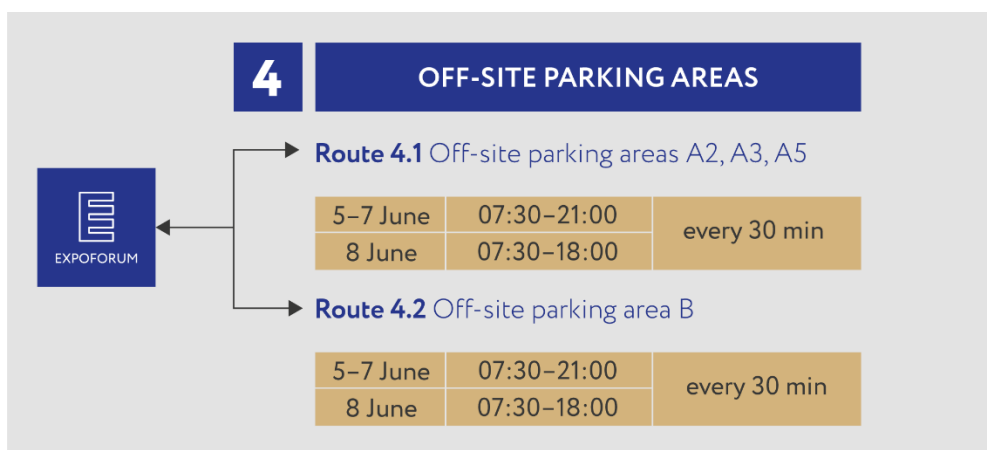 4 OFF-SITE PARKING AREAS
Route 4.1 Off-site parking areas A2, A3, A5
5–7 June 07:30–21:00 every 30 min
8 June 07:30–18:00
EXPOFORUM
Route 4.2 Off-site parking area B
5–7 June 07:30–21:00 every 30 min
8 June 07:30–18:00